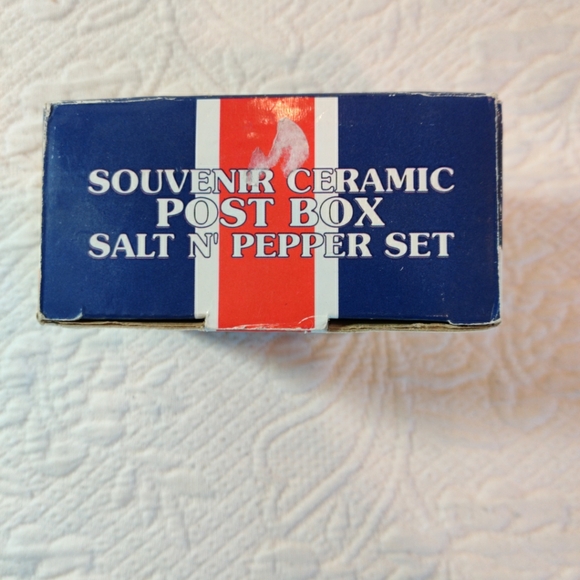 SOUVENIR CERAMIC
POST BOX
SALT N' PEPPER SET